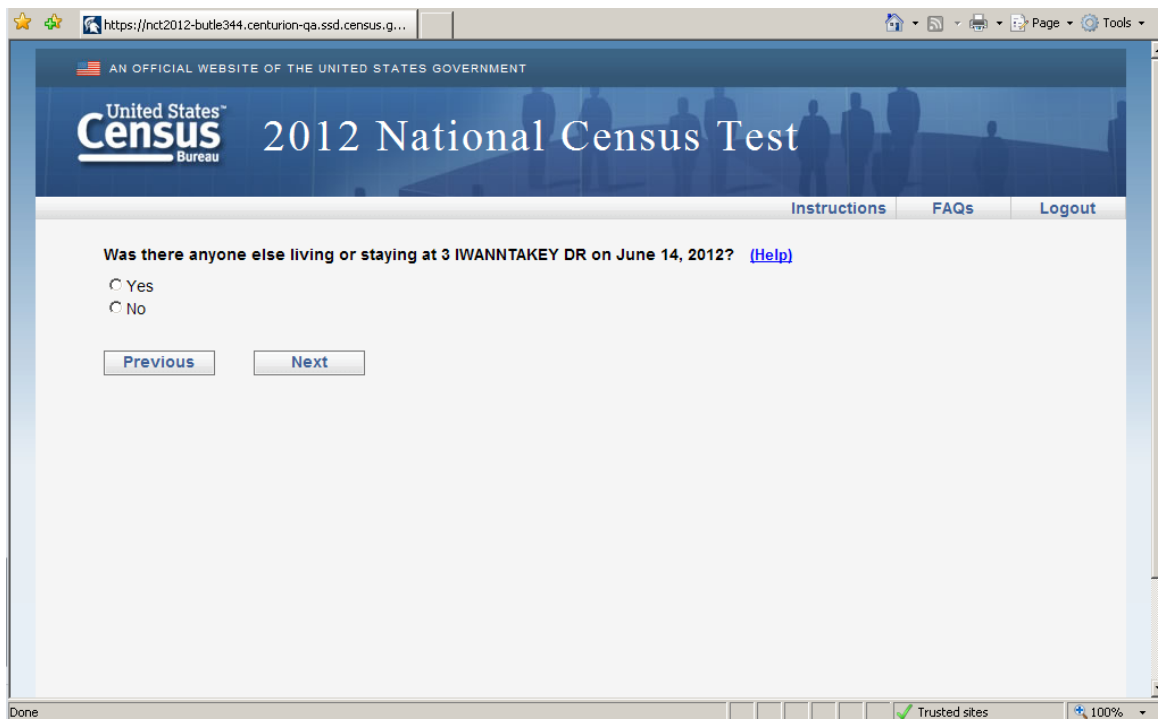 https://nct2012-butle344.centurion-qa.ssd.census.g...
Page Tools
AN OFFICIAL WEBSITE OF THE UNITED STATES GOVERNMENT
United States™
Census
Bureau
2012 National Census Test
Instructions FAQs Logout
Was there anyone else living or staying at 3 IWANNTAKEY DR on June 14, 2012? (Help)
Yes
No
Previous Next
Done Trusted sites 100%